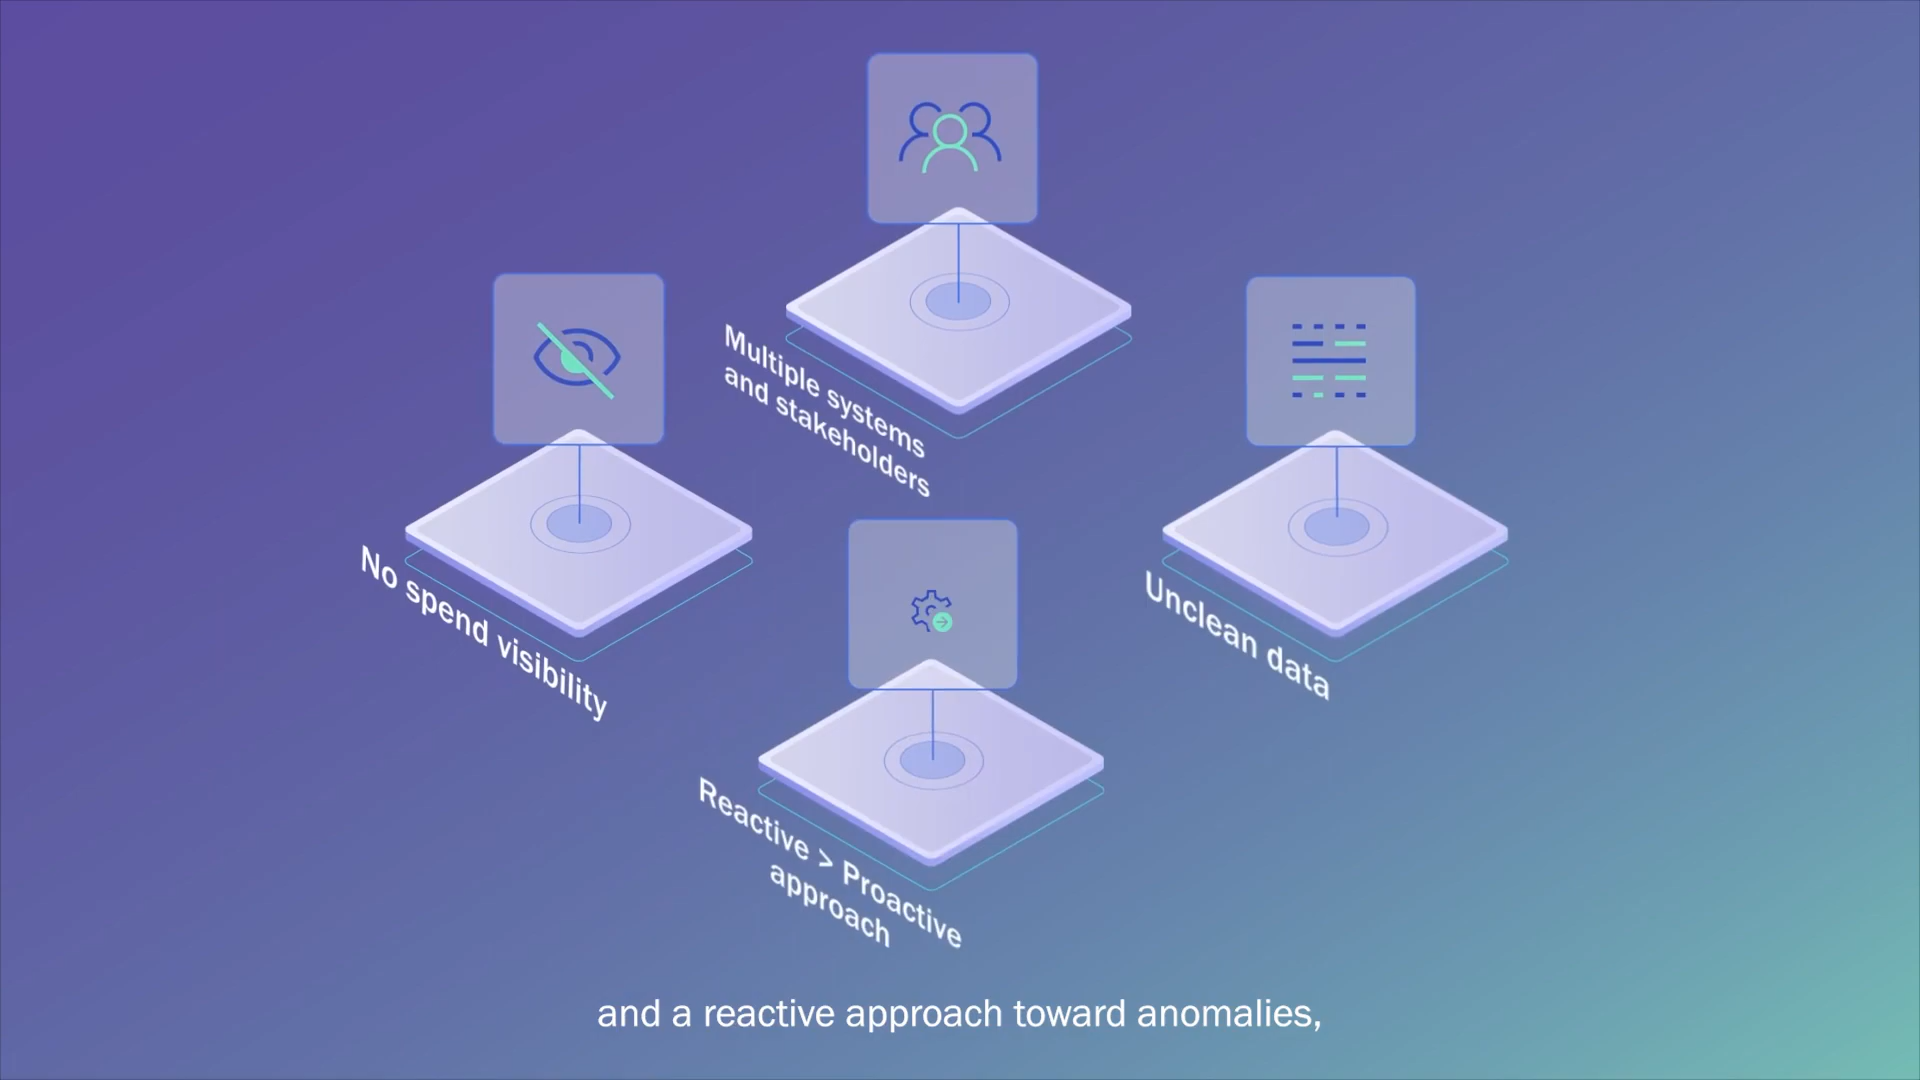 Multiple systems
and stakeholders
No spend visibility
Unclean data
Reactive > Proactive
approach
and a reactive approach toward anomalies,